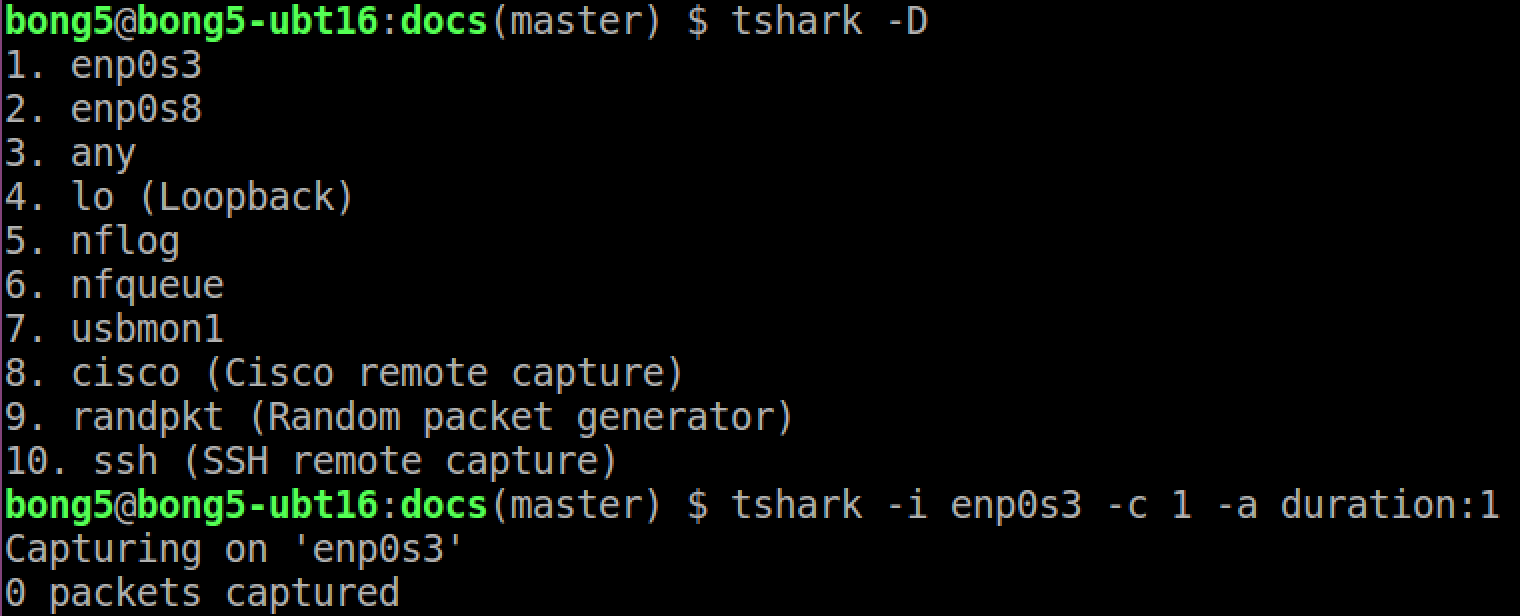 bong5@bong5-ubt16:docs(master) $ tshark -D
1. enp0s3
2. enp0s8
3. any
4. lo (Loopback)
5. nflog
6. nfqueue
7. usbmon1
8. cisco (Cisco remote capture)
9. randpkt (Random packet generator)
10. ssh (SSH remote capture)
bong5@bong5-ubt16:docs(master) $ tshark -i enp0s3 -c 1 -a duration:1
Capturing on 'enp0s3'
0 packets captured